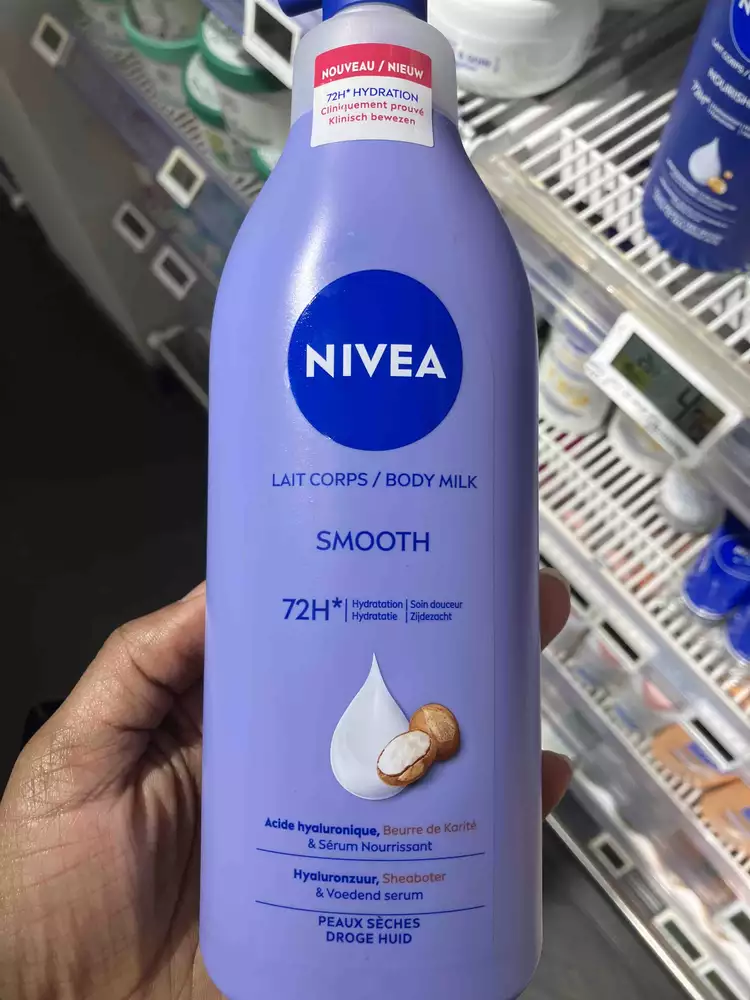 NOUVEAU / NIEUW
72H* HYDRATION
Cliniquement prouvé
Klinisch bewezen
NIVEA
LAIT CORPS / BODY MILK
SMOOTH
72H* | Hydratation | Soin douceur
Hydratatie | Zijdezacht
Acide hyaluronique, Beurre de Karité
& Sérum Nourrissant
Hyaluronzuur, Sheaboter
& Voedend serum
PEAUX SÈCHES
DROGE HUID